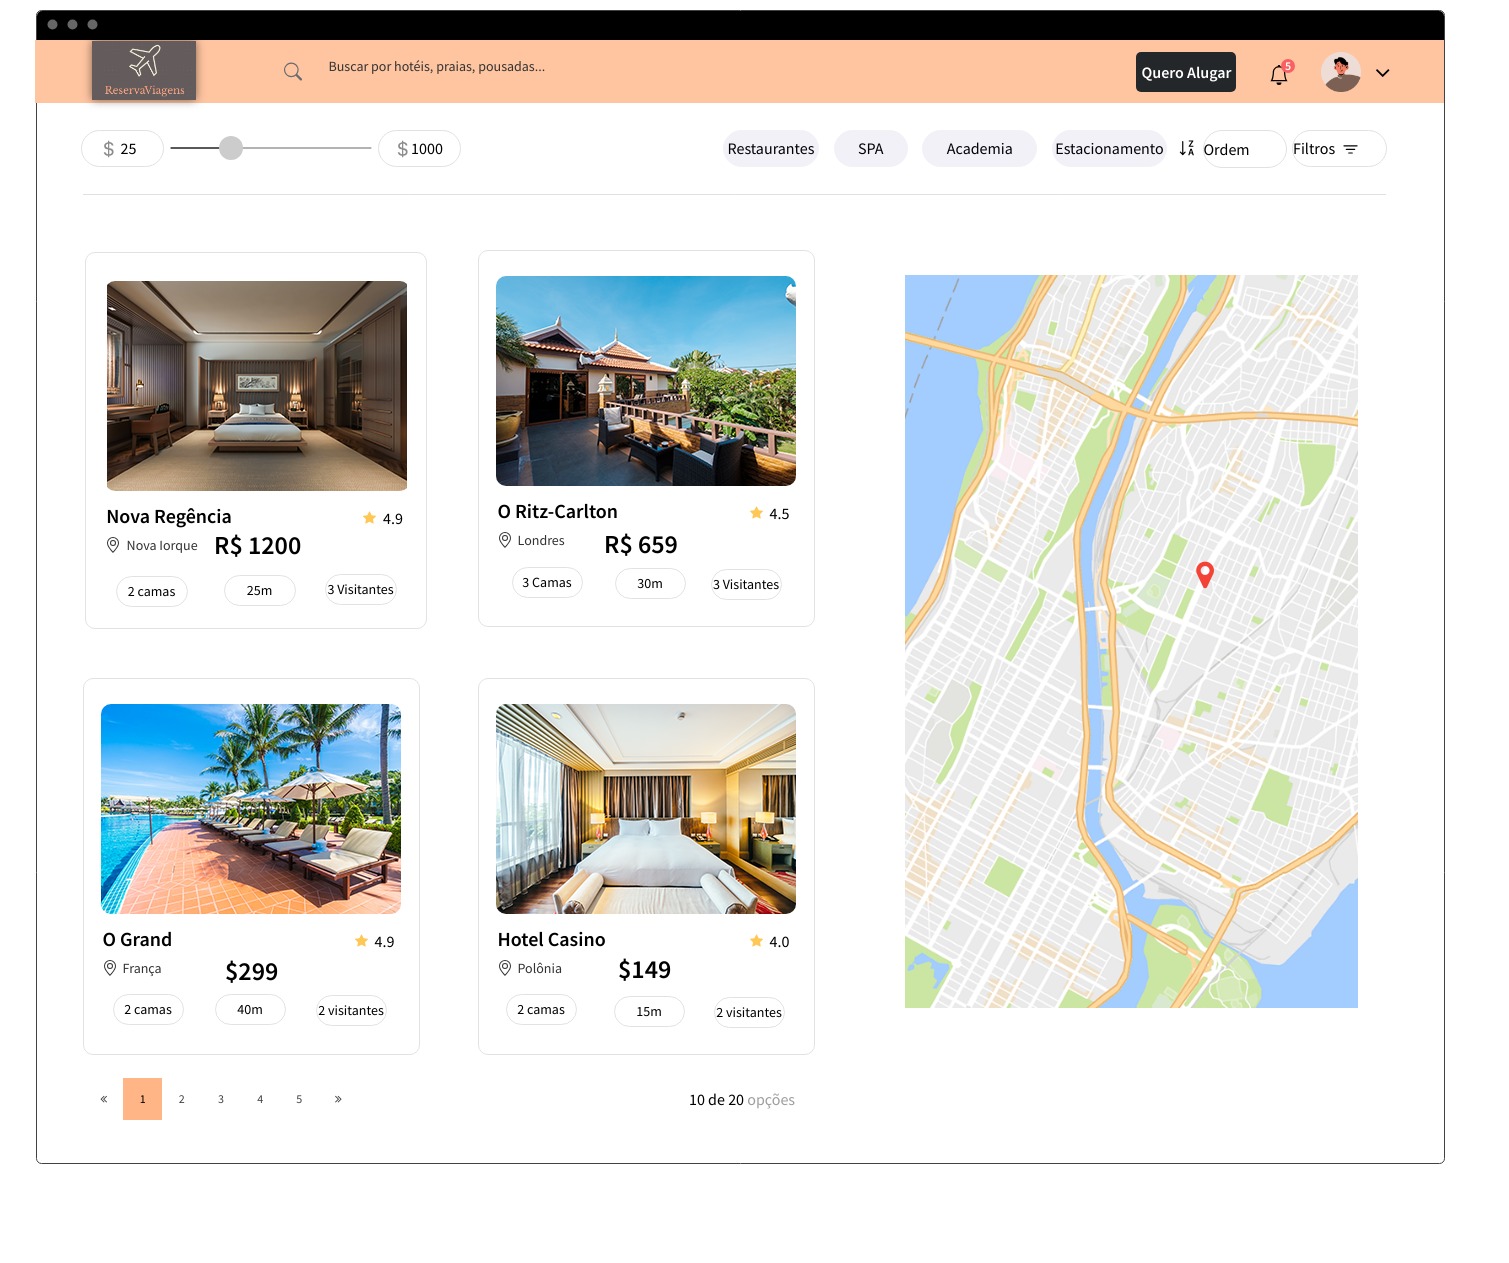 ReservaViagens
Buscar por hotéis, praias, pousadas...
Quero Alugar
5
$ 25
$ 1000
Restaurantes
SPA
Academia
Estacionamento
Z
A
Ordem
Filtros
Nova Regência
4.9
Nova Iorque
R$ 1200
2 camas
25m
3 Visitantes
O Ritz-Carlton
4.5
Londres
R$ 659
3 Camas
30m
3 Visitantes
O Grand
4.9
França
$299
2 camas
40m
2 visitantes
Hotel Casino
4.0
Polônia
$149
2 camas
15m
2 visitantes
« 1 2 3 4 5 »
10 de 20 opções